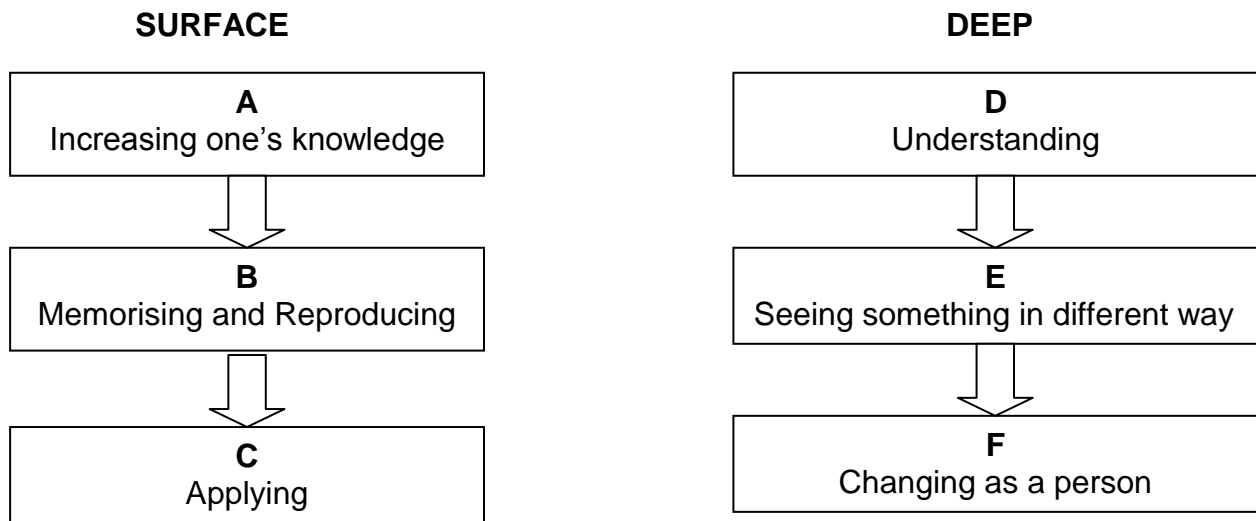 SURFACE
A
Increasing one’s knowledge
B
Memorising and Reproducing
C
Applying
DEEP
D
Understanding
E
Seeing something in different way
F
Changing as a person